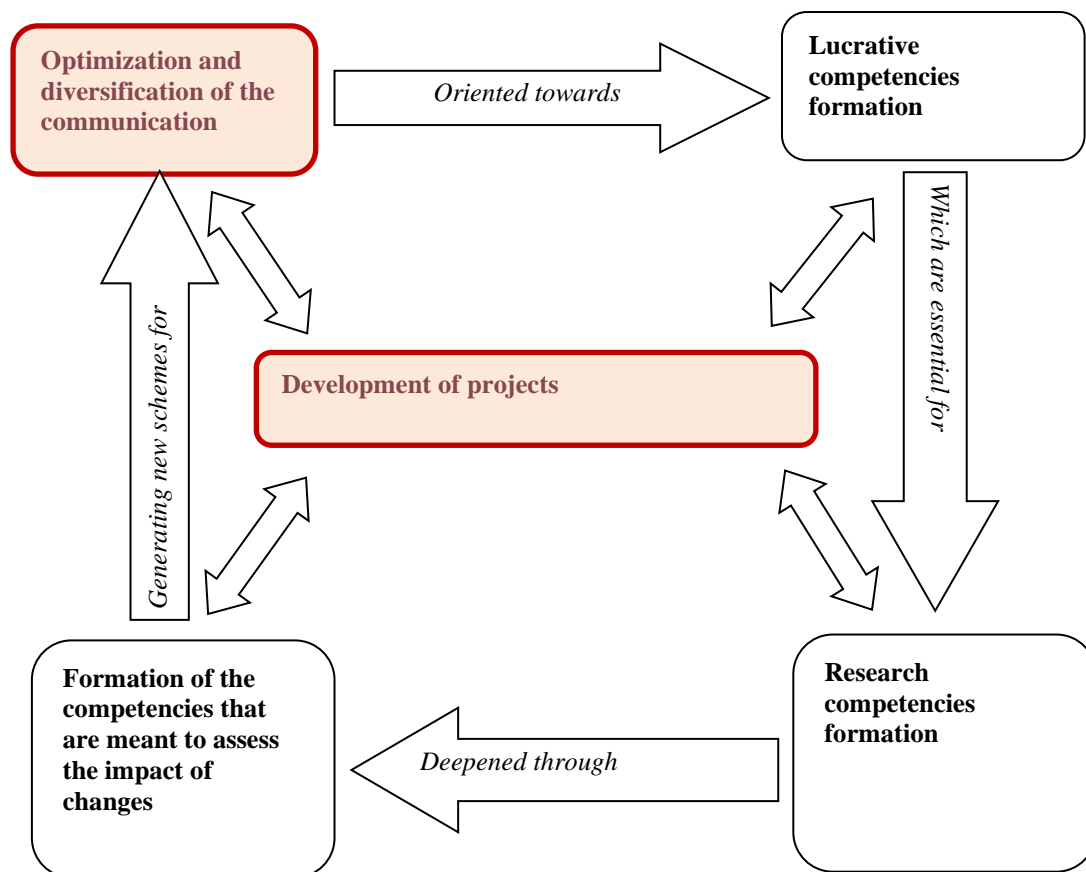 Optimization and
diversification of the
communication
Oriented towards
Lucrative
competencies
formation
Which are essential for
Generating new schemes for
Development of projects
Formation of the
competencies that
are meant to assess
the impact of
changes
Deepened through
Research
competencies
formation